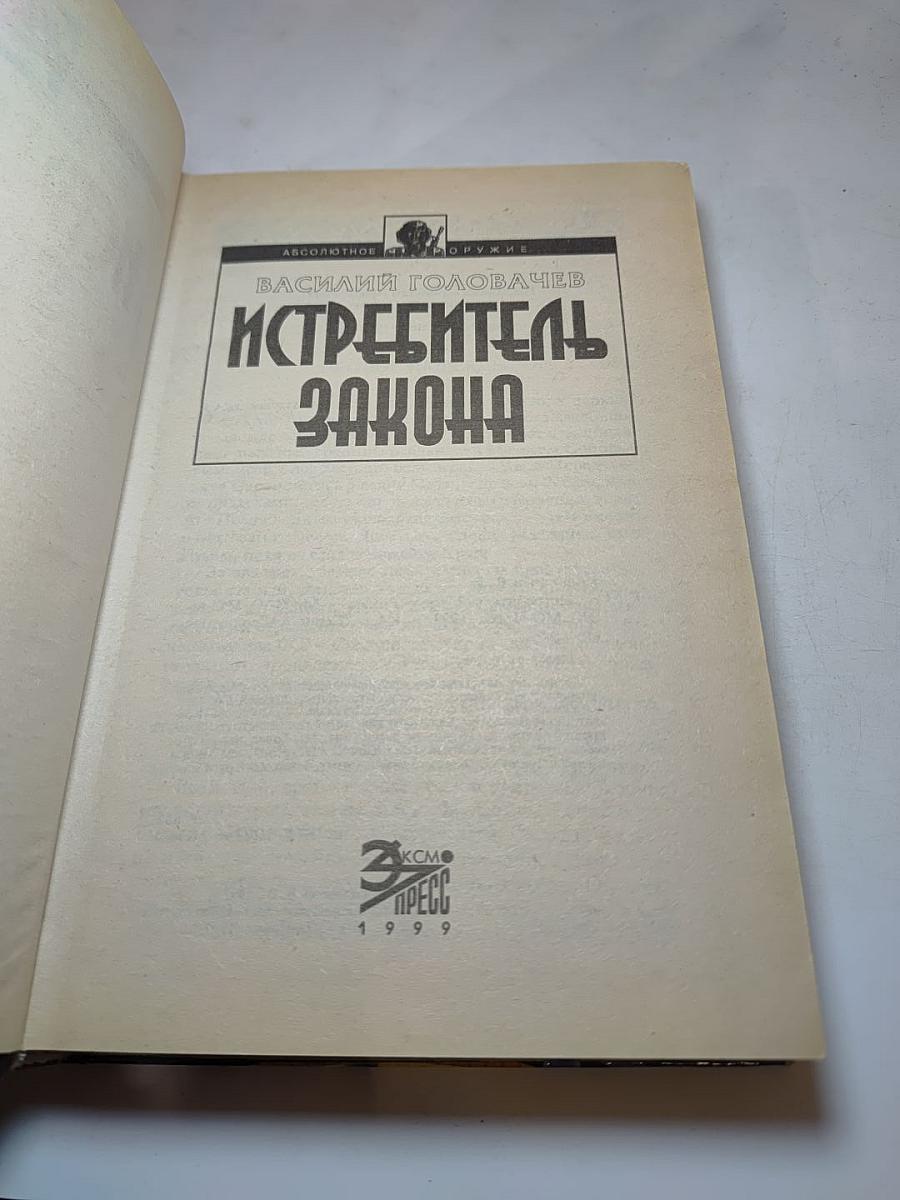 АБСОЛЮТНОЕ ОРУЖИЕ
ВАСИЛИЙ ГОЛОВАЧЕВ
ИСТРЕБИТЕЛЬ
ЗАКОНА
ЭКСМО
ПРЕСС
1999